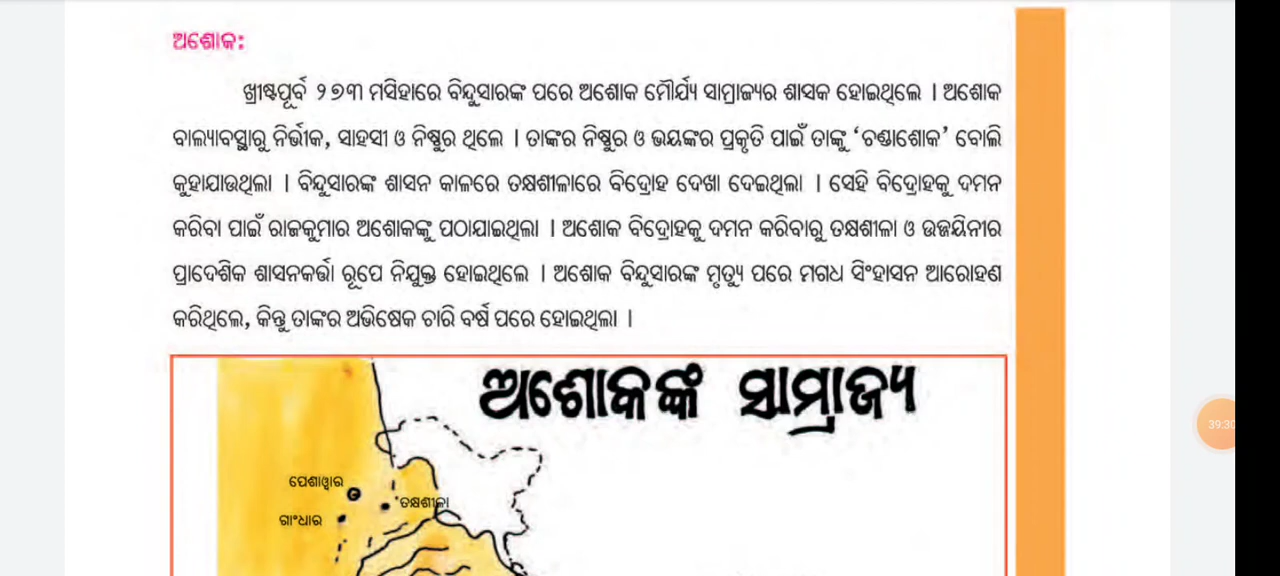 ଅଶୋକ:
ଖ୍ରୀଷ୍ଟପୂର୍ବ ୨୭୩ ମସିହାରେ ବିନ୍ଦୁସାରଙ୍କ ପରେ ଅଶୋକ ମୌର୍ଯ୍ୟ ସାମ୍ରାଜ୍ୟର ଶାସକ ହୋଇଥିଲେ । ଅଶୋକ
ବାଲ୍ୟାବସ୍ଥାରୁ ନିର୍ଭୀକ, ସାହସୀ ଓ ନିଷ୍ଠୁର ଥିଲେ । ତାଙ୍କର ନିଷ୍ଠୁର ଓ ଭୟଙ୍କର ପ୍ରକୃତି ପାଇଁ ତାଙ୍କୁ ‘ଚଣ୍ଡାଶୋକ’ ବୋଲି
କୁହାଯାଉଥିଲା । ବିନ୍ଦୁସାରଙ୍କ ଶାସନ କାଳରେ ତକ୍ଷଶୀଳାରେ ବିଦ୍ରୋହ ଦେଖା ଦେଇଥିଲା । ସେହି ବିଦ୍ରୋହକୁ ଦମନ
କରିବା ପାଇଁ ରାଜକୁମାର ଅଶୋକଙ୍କୁ ପଠାଯାଇଥିଲା । ଅଶୋକ ବିଦ୍ରୋହକୁ ଦମନ କରିବାରୁ ତକ୍ଷଶୀଳା ଓ ଉଜ୍ଜୟିନୀର
ପ୍ରାଦେଶିକ ଶାସନକର୍ତ୍ତା ରୂପେ ନିଯୁକ୍ତ ହୋଇଥିଲେ । ଅଶୋକ ବିନ୍ଦୁସାରଙ୍କ ମୃତ୍ୟୁ ପରେ ମଗଧ ସିଂହାସନ ଆରୋହଣ
କରିଥିଲେ, କିନ୍ତୁ ତାଙ୍କର ଅଭିଷେକ ଚାରି ବର୍ଷ ପରେ ହୋଇଥିଲା ।
ଅଶୋକଙ୍କ ସାମ୍ରାଜ୍ୟ
ପେଶାୱାର
ତକ୍ଷଶୀଳା
ଗାଂଧାର
39:30